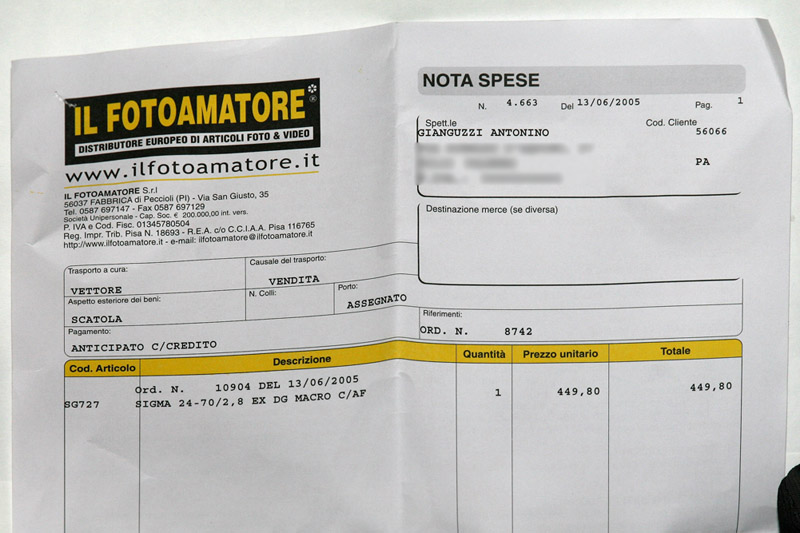 IL FOTOAMATORE
DISTRIBUTORE EUROPEO DI ARTICOLI FOTO & VIDEO
www.ilfotoamatore.it
IL FOTOAMATORE S.r.l
56037 FABBRICA di Peccioli (PI) - Via San Giusto, 35
Tel. 0587 697147 - Fax 0587 697129
Società Unipersonale - Cap. Soc. € 200.000,00 int. vers.
P. IVA e Cod. Fisc. 01345780504
Reg. Impr. Trib. Pisa N. 18693 - R.E.A. c/o C.C.I.A.A. Pisa 116765
http://www.ilfotoamatore.it - e-mail: ilfotoamatore@ilfotoamatore.it
NOTA SPESE
N. 4.663 Del 13/06/2005 Pag. 1
Spett.le Cod. Cliente
GIANGUZZI ANTONINO 56066
PA
Destinazione merce (se diversa)
Trasporto a cura: Causale del trasporto:
VETTORE VENDITA
Aspetto esteriore dei beni: N. Colli: Porto:
SCATOLA ASSEGNATO
Pagamento: Riferimenti:
ANTICIPATO C/CREDITO ORD. N. 8742
Cod. Articolo Descrizione Quantità Prezzo unitario Totale
Ord. N. 10904 DEL 13/06/2005
SG727 SIGMA 24-70/2,8 EX DG MACRO C/AF 1 449,80 449,80